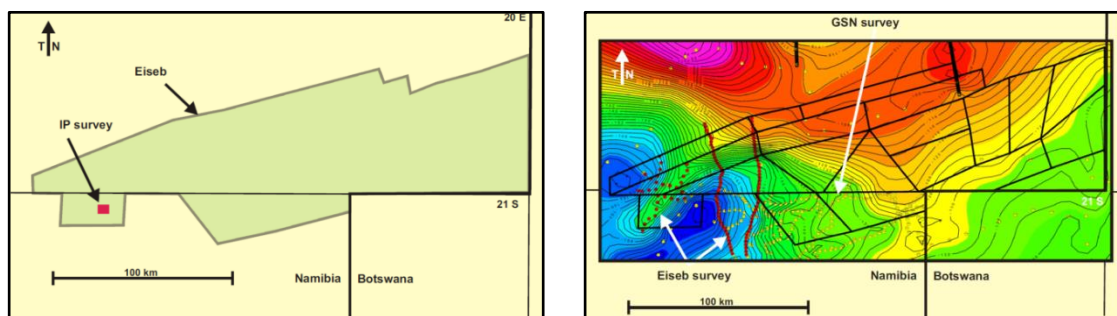 20 E
T N
Eiseb
IP survey
21 S
100 km
Namibia
Botswana
GSN survey
T N
21 S
Eiseb survey
Namibia
Botswana
100 km